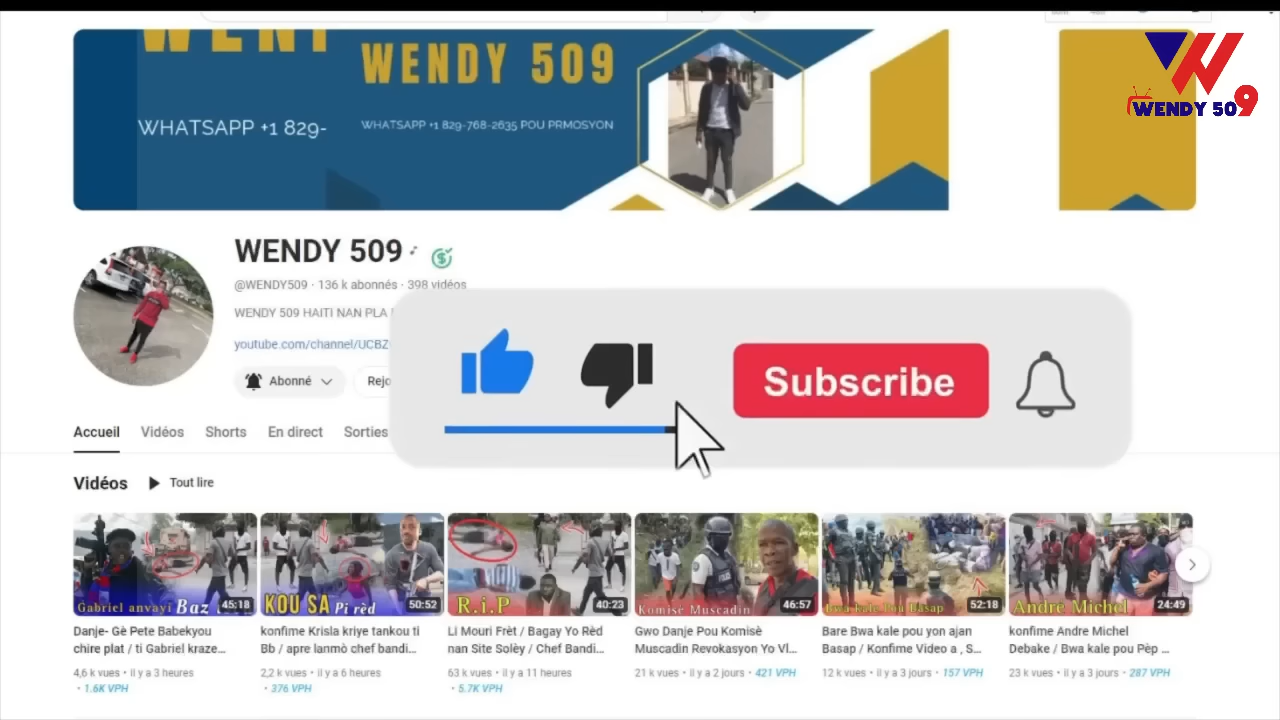 WENDY 509
WHATSAPP +1 829-
WHATSAPP +1 829-768-2635 POU PRMOSYON
WENDY 509
WENDY 509
@WENDY509 · 136 k abonnés · 398 vidéos
WENDY 509 HAITI NAN PLA
youtube.com/channel/UCBZ
Abonné
Rejo
Subscribe
Accueil Vidéos Shorts En direct Sorties
Vidéos Tout lire
Gabriel anvayi Baz 45:18
KOU SA Pi rèd 50:52
R.i.P 40:23
Komisè Muscadin 46:57
Bwa kale pou Basap 52:18
Andre Michel 24:49
Danje- Gè Pete Babekyou
chire plat / ti Gabriel kraze...
4,6 k vues • il y a 3 heures
• 1.6K VPH
konfime Krisla kriye tankou ti
Bb / apre lanmò chef bandi...
2,2 k vues • il y a 6 heures
• 376 VPH
Li Mouri Frèt / Bagay Yo Rèd
nan Site Solèy / Chef Bandi...
63 k vues • il y a 11 heures
• 5.7K VPH
Gwo Danje Pou Komisè
Muscadin Revokasyon Yo Vl...
21 k vues • il y a 2 jours • 421 VPH
Bare Bwa kale pou yon ajan
Basap / Konfime Video a , S...
12 k vues • il y a 3 jours • 157 VPH
konfime Andre Michel
Debake / Bwa kale pou Pèp ...
23 k vues • il y a 3 jours • 287 VPH